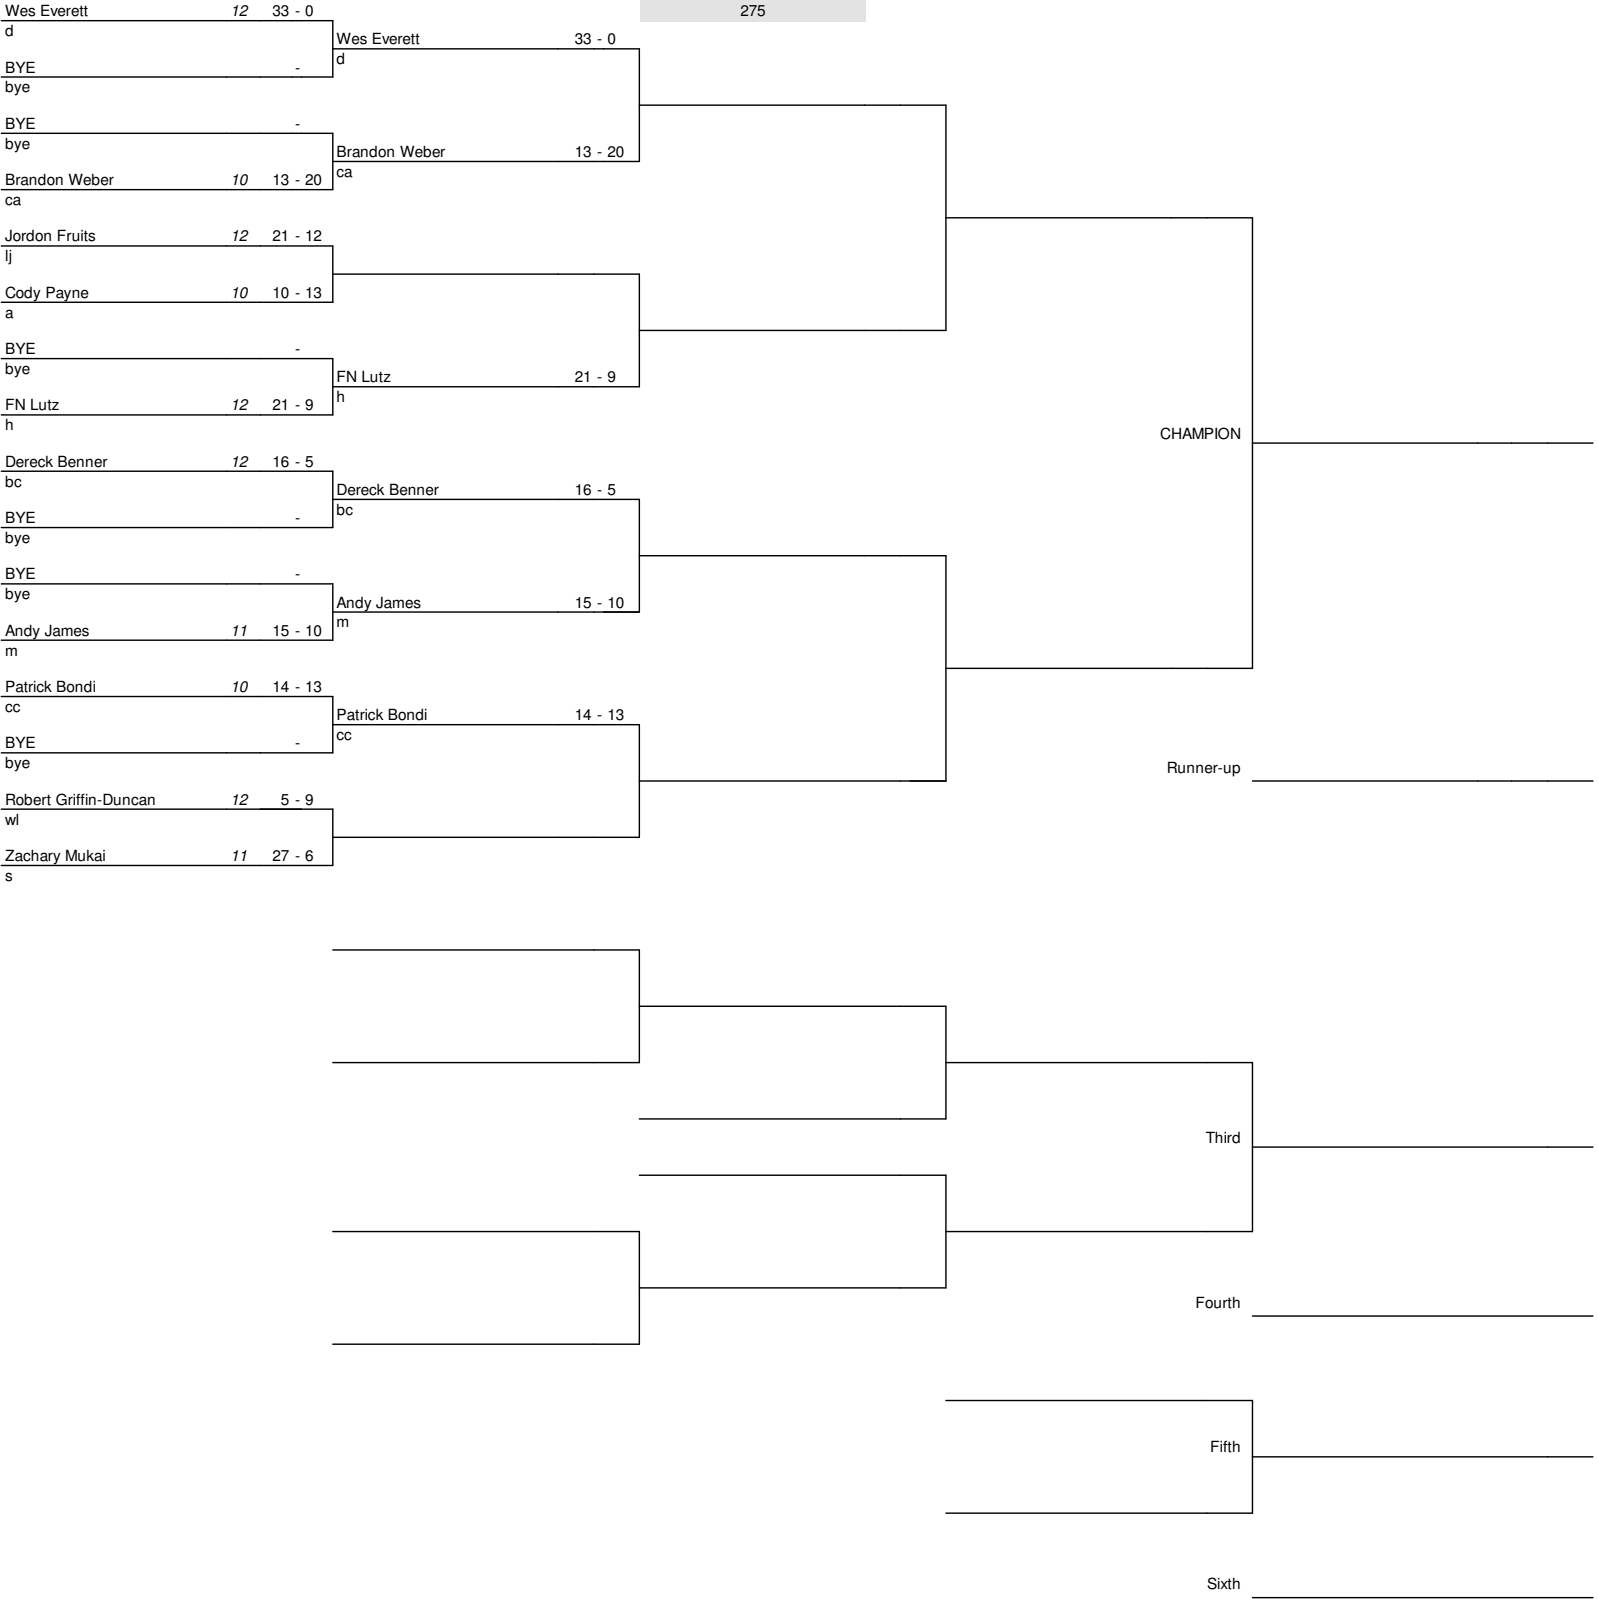 Wes Everett 12 33 - 0
275
d
Wes Everett 33 - 0
d
BYE -
bye
BYE -
bye
Brandon Weber 13 - 20
ca
Brandon Weber 10 13 - 20
ca
Jordon Fruits 12 21 - 12
lj
Cody Payne 10 10 - 13
a
BYE -
bye
FN Lutz 21 - 9
h
FN Lutz 12 21 - 9
h
CHAMPION
Dereck Benner 12 16 - 5
bc
Dereck Benner 16 - 5
bc
BYE -
bye
BYE -
bye
Andy James 15 - 10
m
Andy James 11 15 - 10
m
Patrick Bondi 10 14 - 13
cc
Patrick Bondi 14 - 13
cc
BYE -
bye
Runner-up
Robert Griffin-Duncan 12 5 - 9
wl
Zachary Mukai 11 27 - 6
s
Third
Fourth
Fifth
Sixth